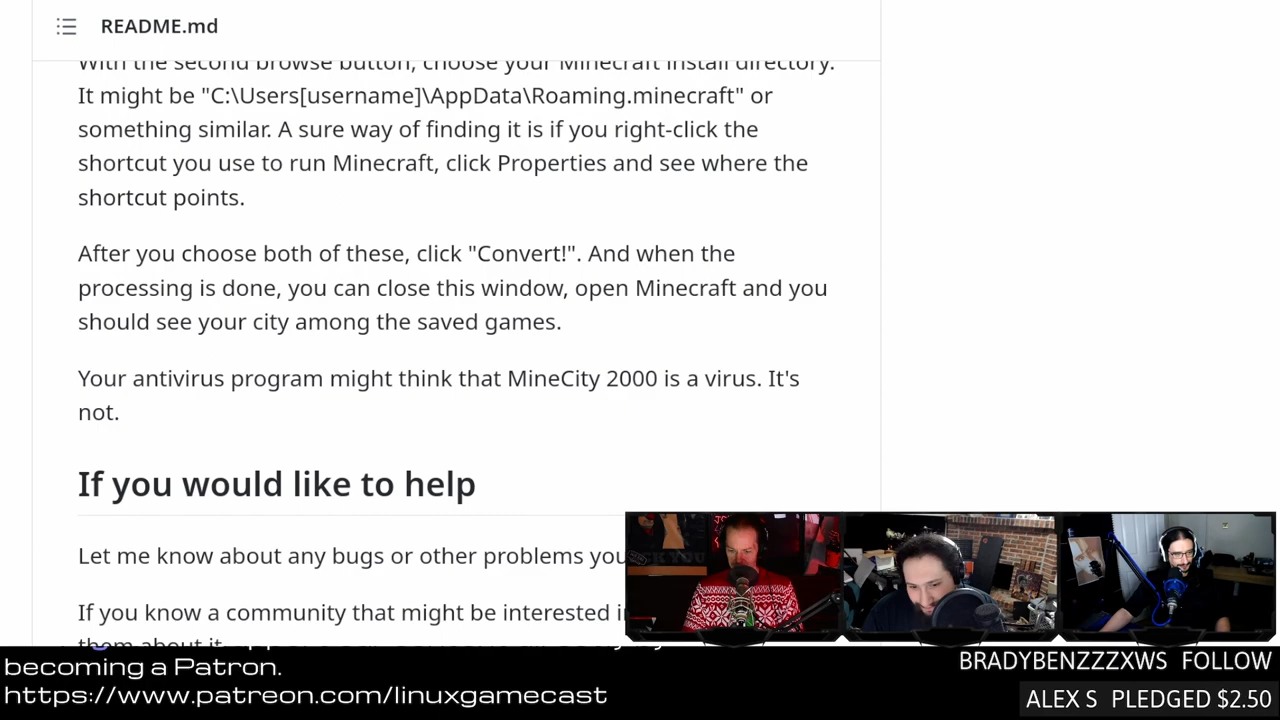 README.md
With the second browse button, choose your Minecraft install directory.
It might be "C:\Users[username]\AppData\Roaming.minecraft" or
something similar. A sure way of finding it is if you right-click the
shortcut you use to run Minecraft, click Properties and see where the
shortcut points.
After you choose both of these, click "Convert!". And when the
processing is done, you can close this window, open Minecraft and you
should see your city among the saved games.
Your antivirus program might think that MineCity 2000 is a virus. It's
not.
If you would like to help
Let me know about any bugs or other problems you
If you know a community that might be interested
them about it
becoming a Patron.
https://www.patreon.com/linuxgamecast
BRADYBENZZZXWS FOLLOW
ALEX S PLEDGED $2.50